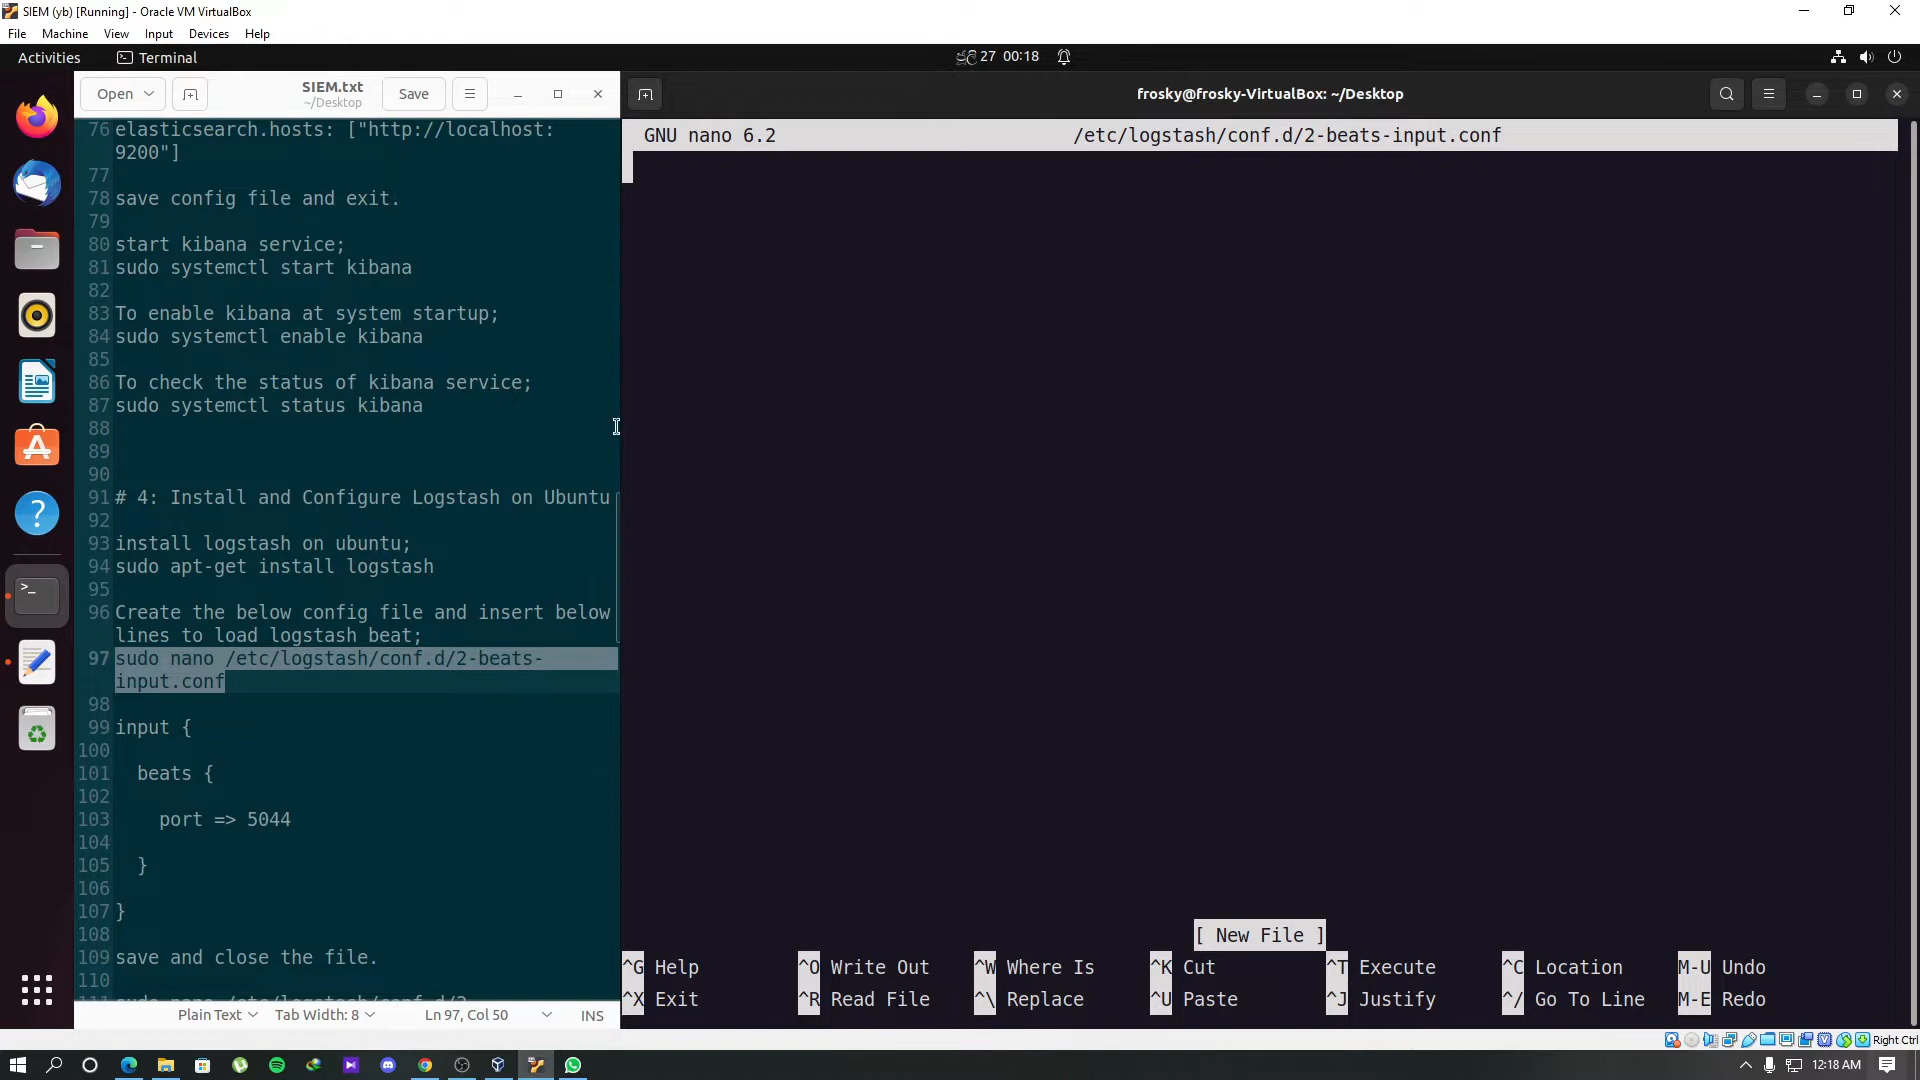 SIEM (yb) [Running] - Oracle VM VirtualBox
File Machine View Input Devices Help
Activities
Terminal
ජූලි 27 00:18
Open
SIEM.txt
~/Desktop
Save
frosky@frosky-VirtualBox: ~/Desktop
76 elasticsearch.hosts: ["http://localhost:
9200"]
77
78 save config file and exit.
79
80 start kibana service;
81 sudo systemctl start kibana
82
83 To enable kibana at system startup;
84 sudo systemctl enable kibana
85
86 To check the status of kibana service;
87 sudo systemctl status kibana
88
89
90
91 # 4: Install and Configure Logstash on Ubuntu
92
93 install logstash on ubuntu;
94 sudo apt-get install logstash
95
96 Create the below config file and insert below
lines to load logstash beat;
97 sudo nano /etc/logstash/conf.d/2-beats-
input.conf
98
99 input {
100
101 beats {
102
103 port => 5044
104
105 }
106
107 }
108
109 save and close the file.
110
111 sudo nano /etc/logstash/conf.d/2
Plain Text Tab Width: 8 Ln 97, Col 50 INS
GNU nano 6.2 /etc/logstash/conf.d/2-beats-input.conf
[ New File ]
^G Help ^O Write Out ^W Where Is ^K Cut ^T Execute ^C Location M-U Undo
^X Exit ^R Read File ^\ Replace ^U Paste ^J Justify ^/ Go To Line M-E Redo
Right Ctrl
12:18 AM